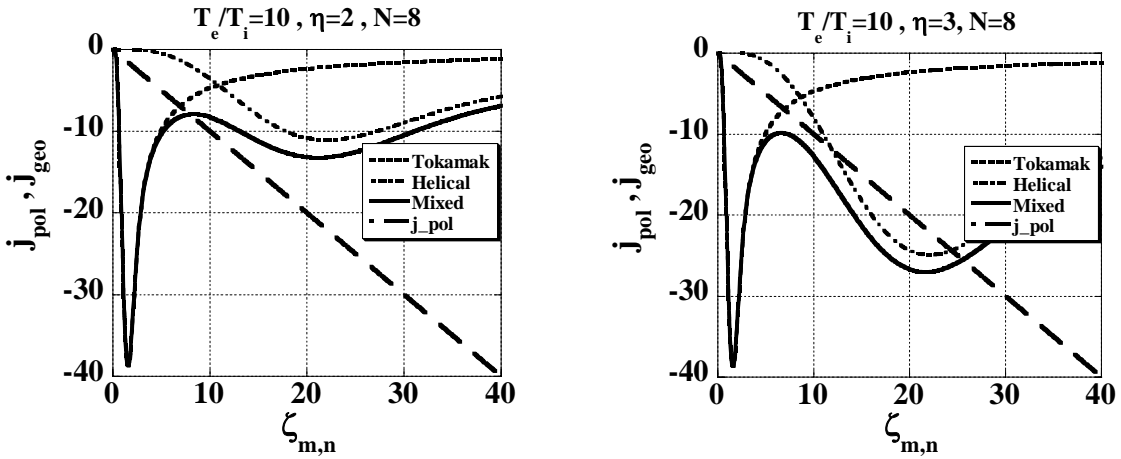 T_e/T_i=10 , η=2 , N=8
0
-10
-20
-30
-40
j_pol , j_geo
Tokamak
Helical
Mixed
j_pol
0 10 20 30 40
ζ_m,n
T_e/T_i=10 , η=3, N=8
0
-10
-20
-30
-40
j_pol , j_geo
Tokamak
Helical
Mixed
j_pol
0 10 20 30 40
ζ_m,n